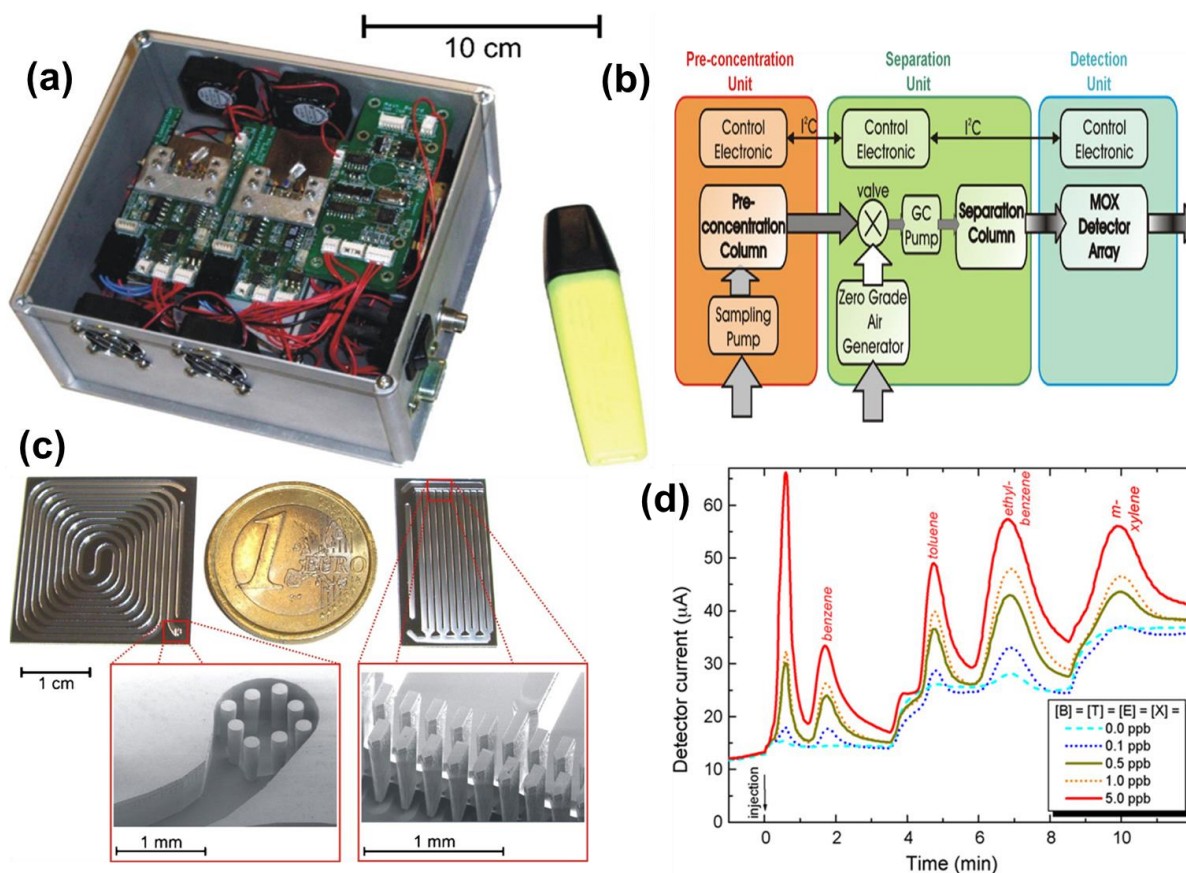 (a)
10 cm
(b)
Pre-concentration
Unit
Separation
Unit
Detection
Unit
Control
Electronic
I²C
Control
Electronic
I²C
Control
Electronic
Pre-
concentration
Column
valve
X
GC
Pump
Separation
Column
MOX
Detector
Array
Sampling
Pump
Zero Grade
Air
Generator
(c)
1
EURO
1 cm
1 mm
1 mm
(d)
Detector current (µA)
60
50
40
30
20
10
0
0
2
4
6
8
10
Time (min)
injection
benzene
toluene
ethyl-
benzene
m-
xylene
[B] = [T] = [E] = [X] =
0.0 ppb
0.1 ppb
0.5 ppb
1.0 ppb
5.0 ppb